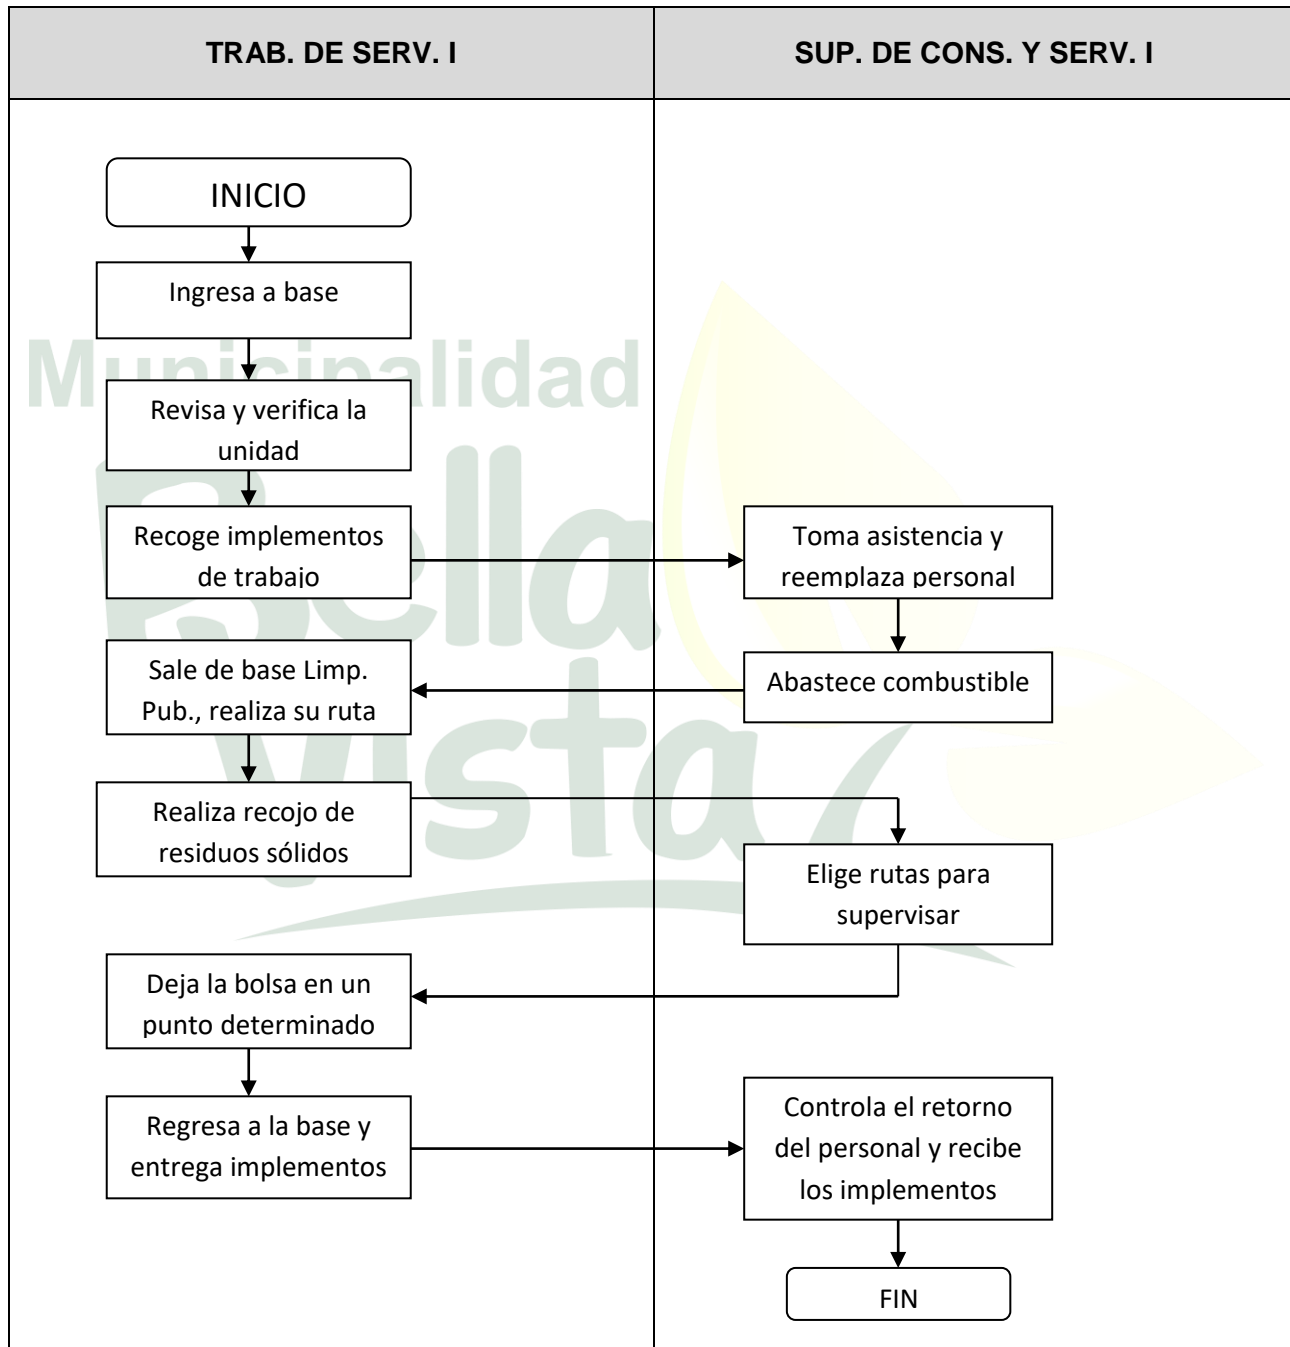 TRAB. DE SERV. I
SUP. DE CONS. Y SERV. I
INICIO
Ingresa a base
Municipalidad
Bella
Vista
Revisa y verifica la
unidad
Recoge implementos
de trabajo
Toma asistencia y
reemplaza personal
Abastece combustible
Sale de base Limp.
Pub., realiza su ruta
Realiza recojo de
residuos sólidos
Elige rutas para
supervisar
Deja la bolsa en un
punto determinado
Regresa a la base y
entrega implementos
Controla el retorno
del personal y recibe
los implementos
FIN